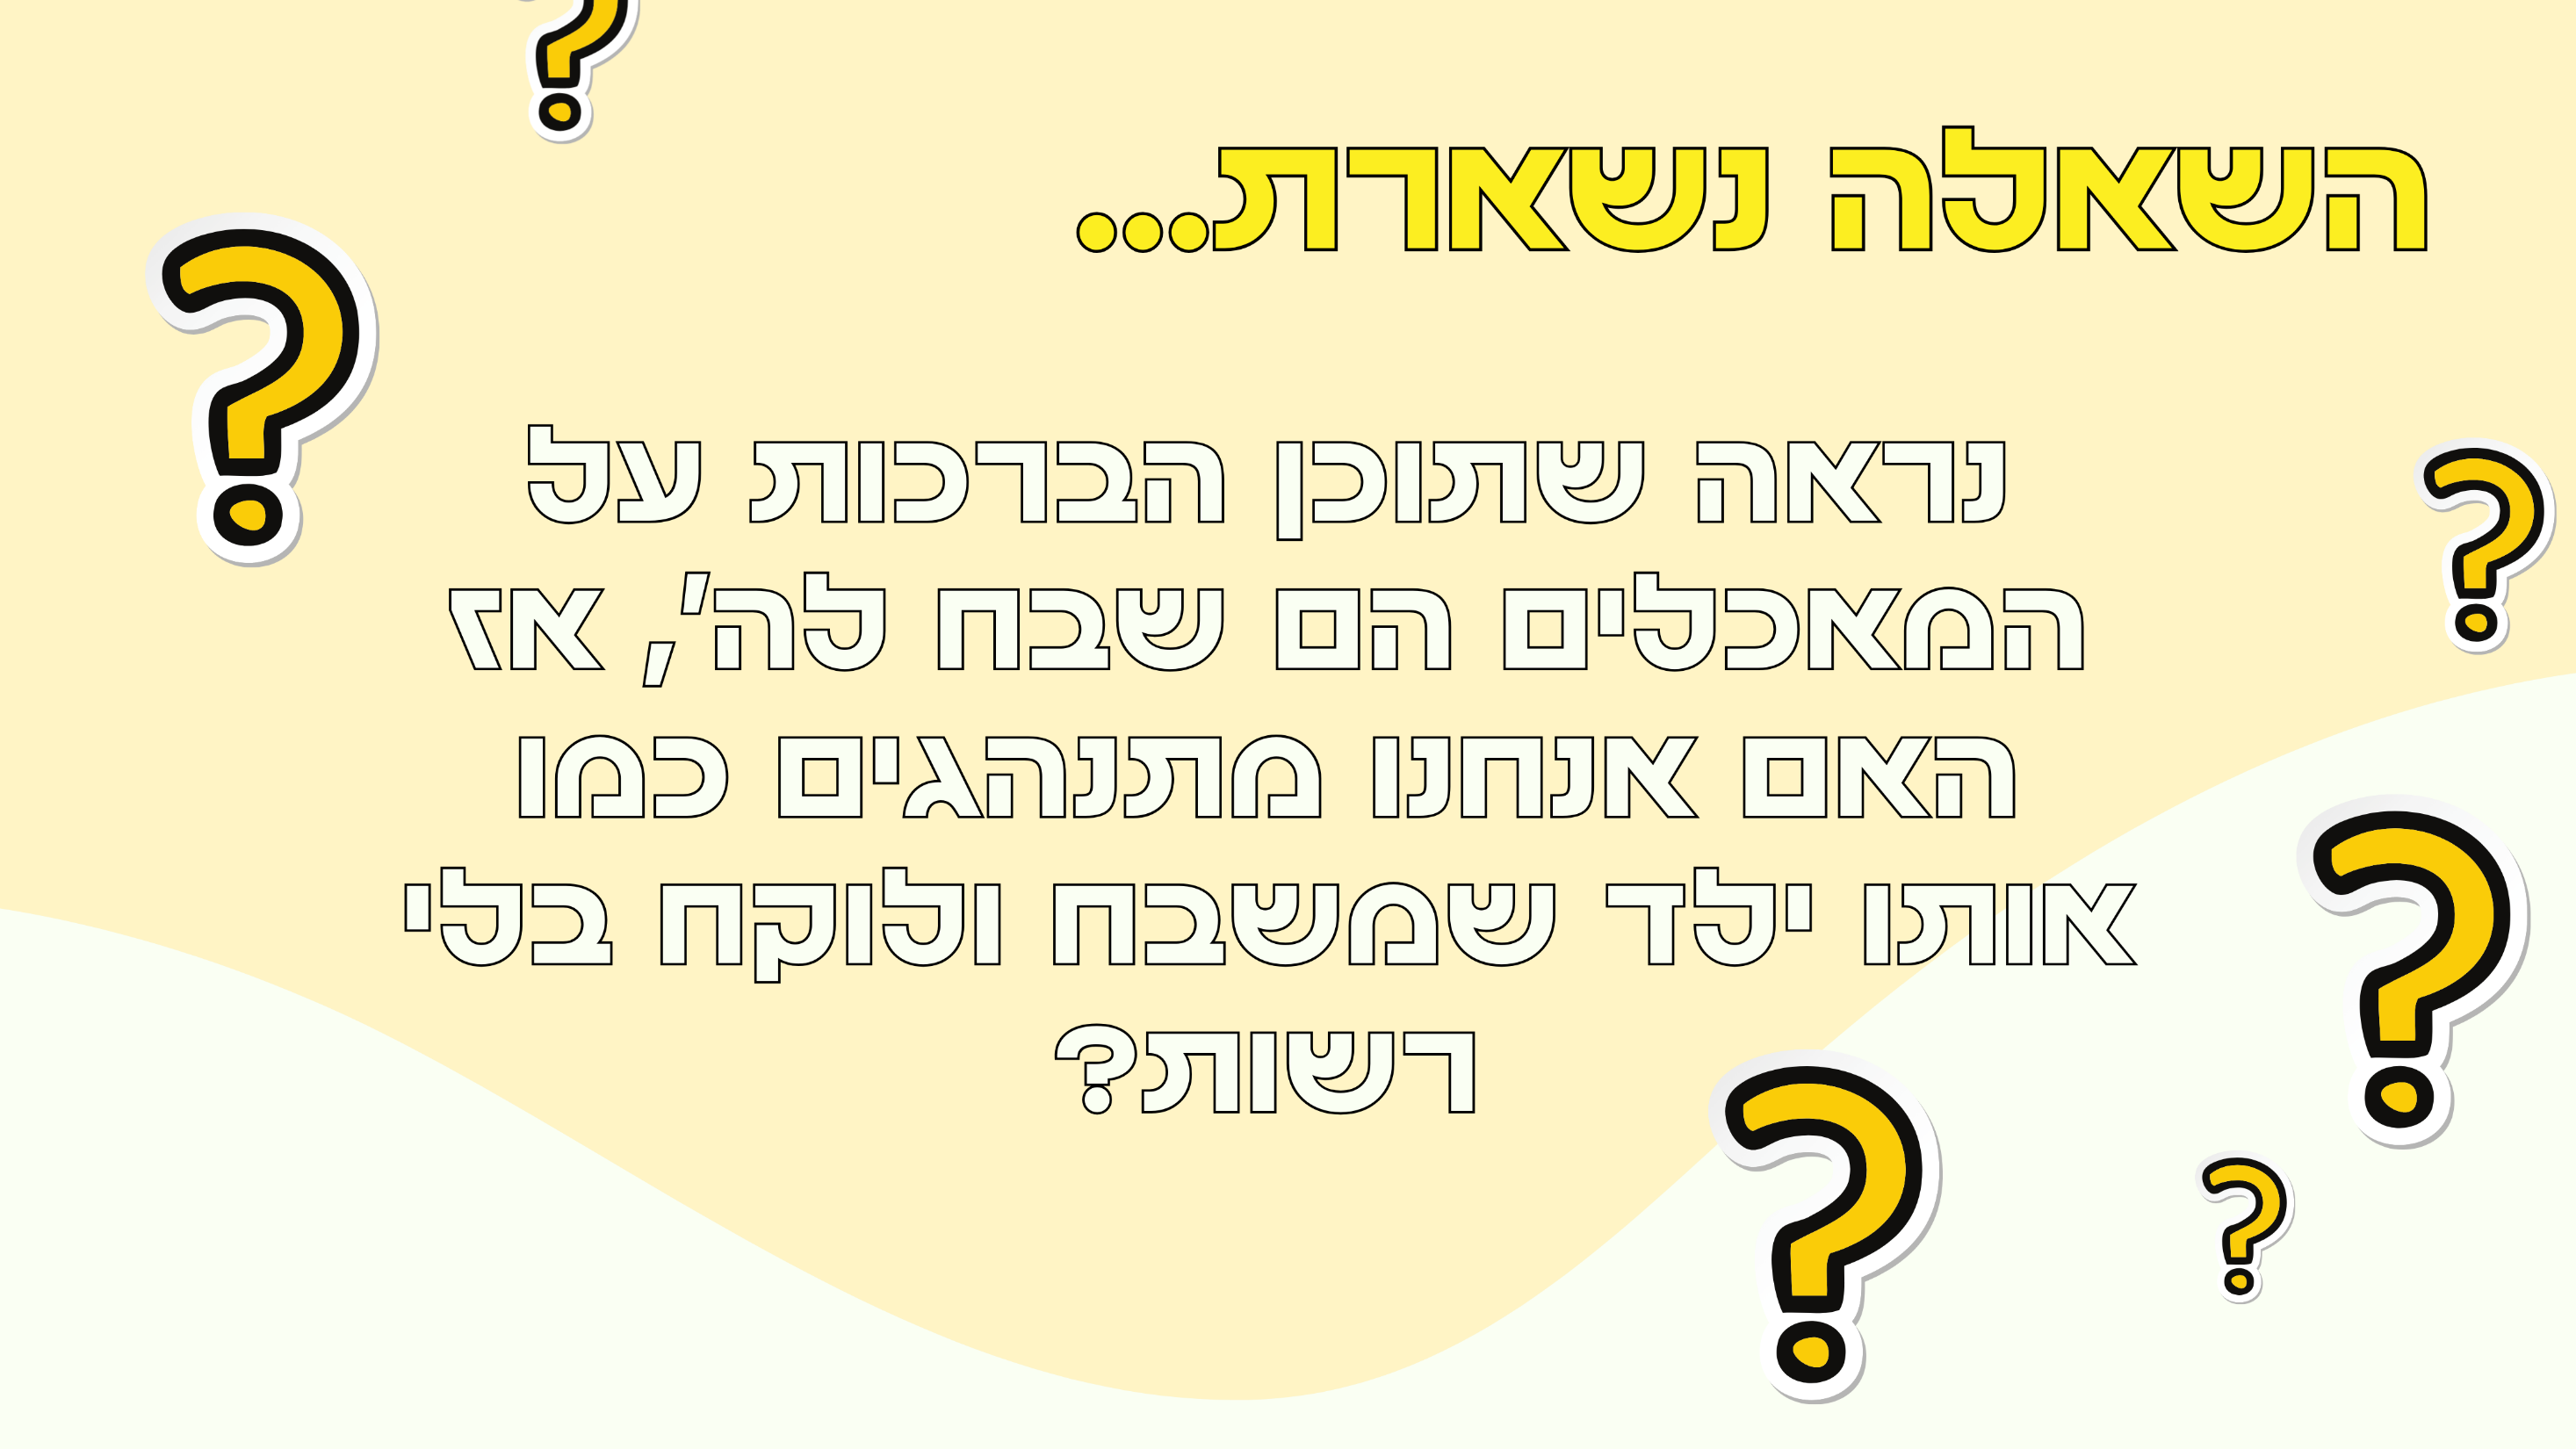 השאלה נשארת...
נראה שתוכן הברכות על
המאכלים הם שבח לה', אז
האם אנחנו מתנהגים כמו
אותו ילד שמשבח ולוקח בלי
רשות?